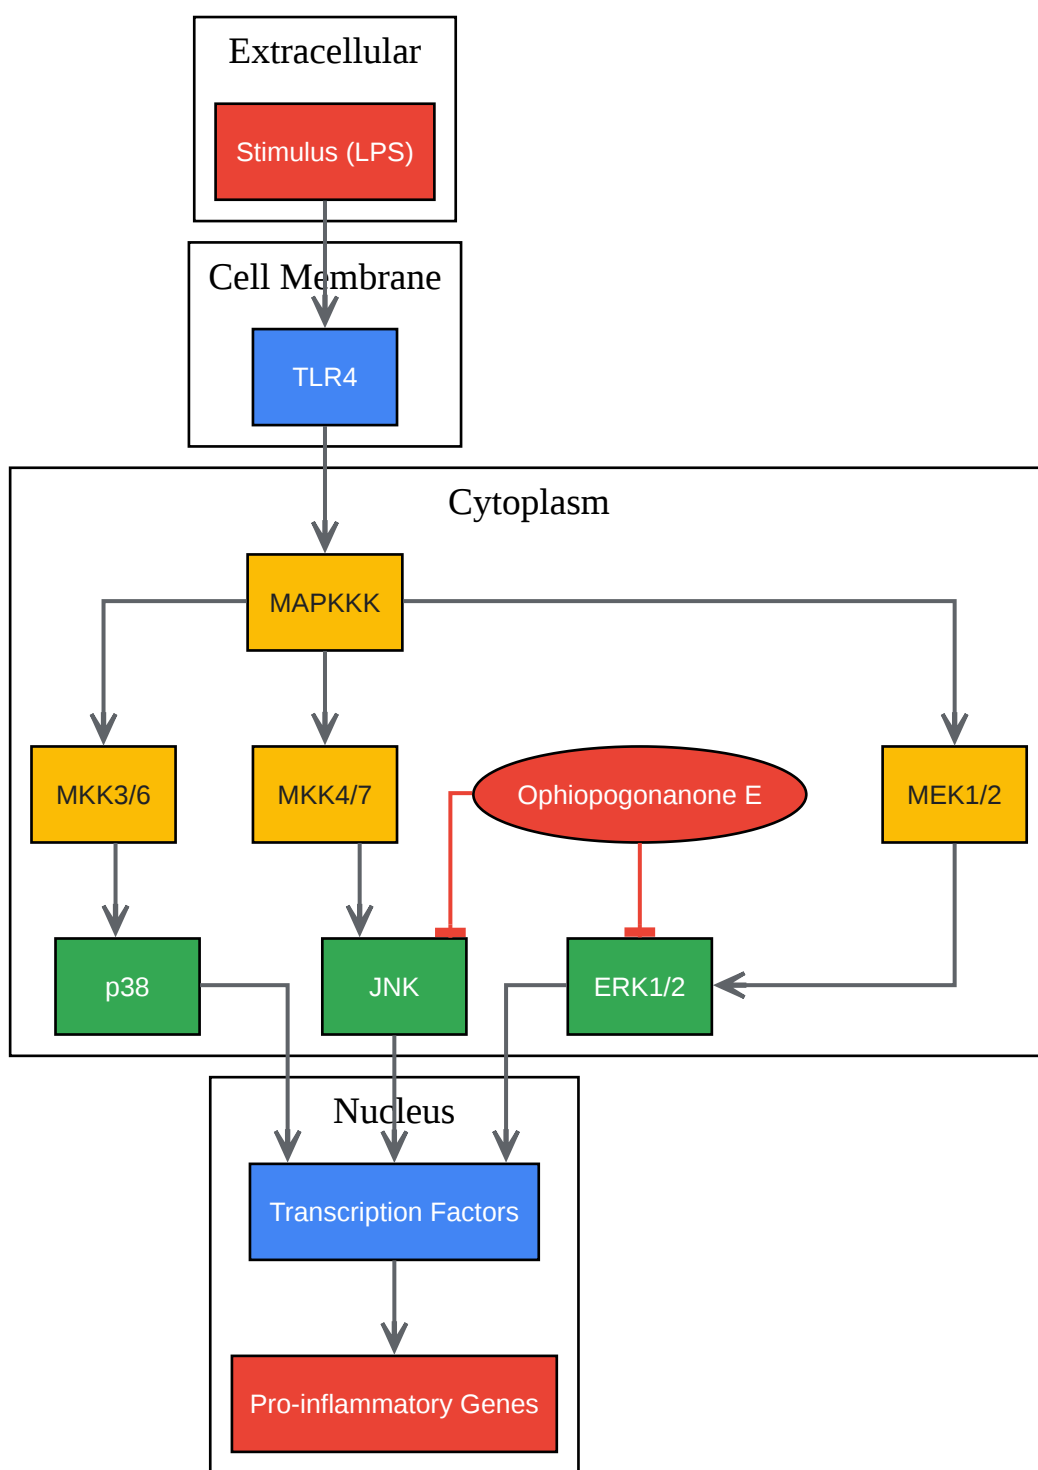 Extracellular
Stimulus (LPS)
Cell Membrane
TLR4
Cytoplasm
MAPKKK
MKK3/6
MKK4/7
Ophiopogonanone E
MEK1/2
p38
JNK
ERK1/2
Nucleus
Transcription Factors
Pro-inflammatory Genes